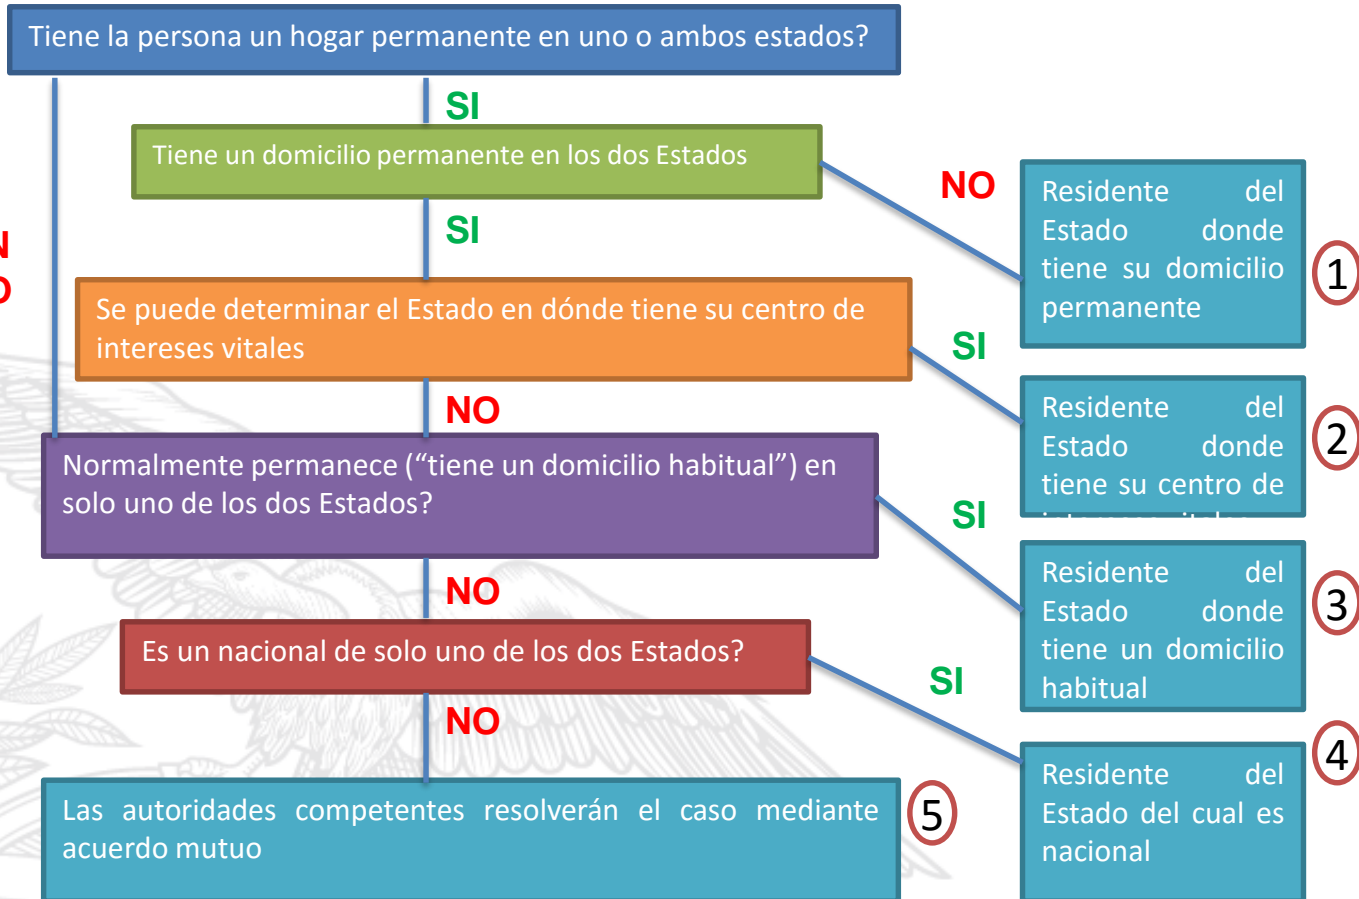 Tiene la persona un hogar permanente en uno o ambos estados?
SI
Tiene un domicilio permanente en los dos Estados
NO
Residente del
Estado donde
tiene su domicilio
permanente
1
SI
N
O
Se puede determinar el Estado en dónde tiene su centro de
intereses vitales
SI
Residente del
Estado donde
tiene su centro de
2
NO
Normalmente permanece (“tiene un domicilio habitual”) en
solo uno de los dos Estados?
SI
Residente del
Estado donde
tiene un domicilio
habitual
3
NO
Es un nacional de solo uno de los dos Estados?
SI
Residente del
Estado del cual es
nacional
4
NO
Las autoridades competentes resolverán el caso mediante
acuerdo mutuo
5